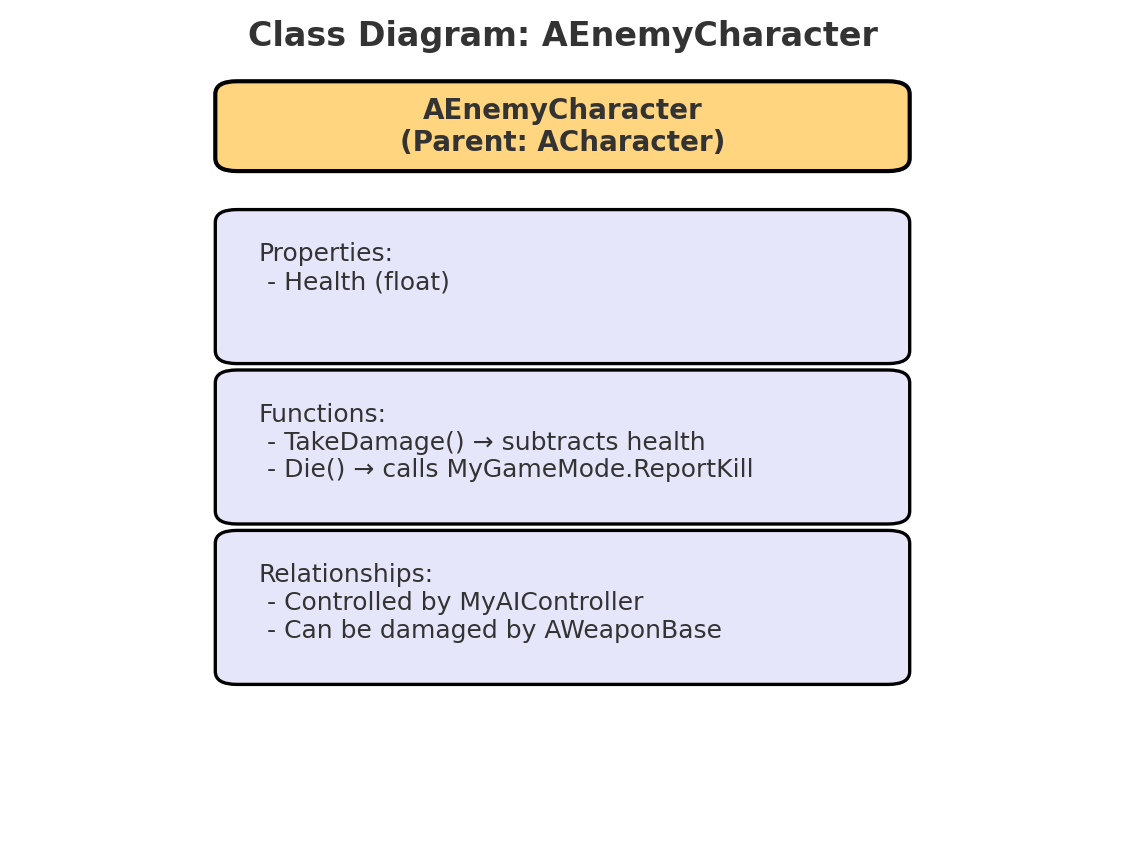 Class Diagram: AEnemyCharacter
AEnemyCharacter
(Parent: ACharacter)
Properties:
- Health (float)
Functions:
- TakeDamage() → subtracts health
- Die() → calls MyGameMode.ReportKill
Relationships:
- Controlled by MyAIController
- Can be damaged by AWeaponBase